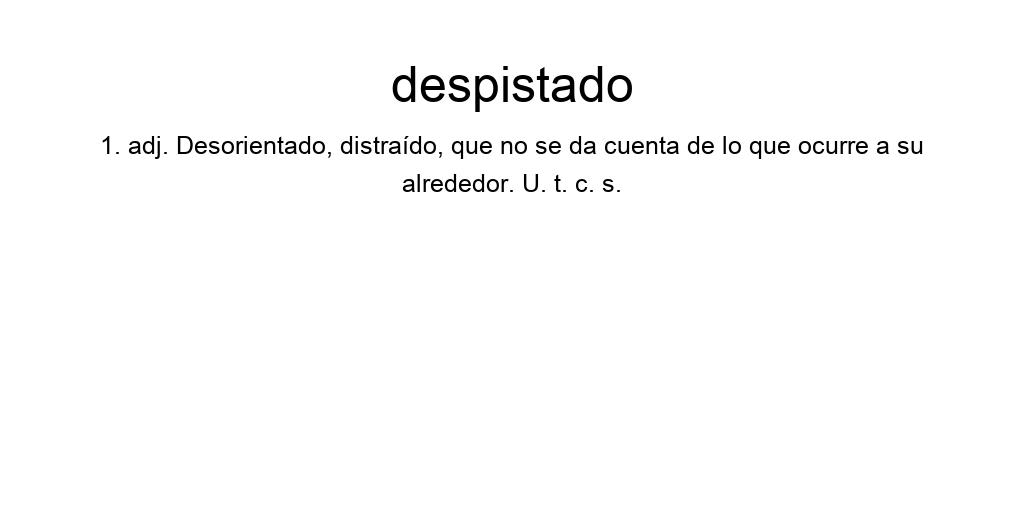 despistado
1. adj. Desorientado, distraído, que no se da cuenta de lo que ocurre a su
alrededor. U. t. c. s.